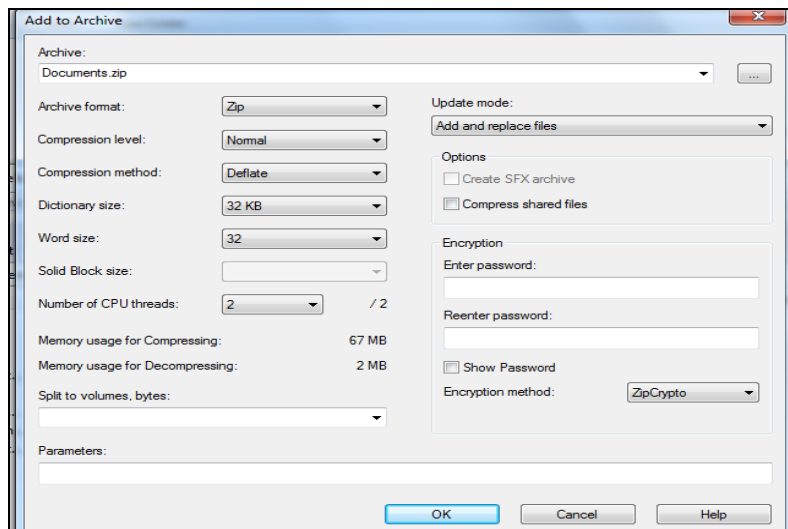 Add to Archive
Archive:
Documents.zip
...
Archive format:
Zip
Compression level:
Normal
Compression method:
Deflate
Dictionary size:
32 KB
Word size:
32
Solid Block size:
Number of CPU threads:
2
/ 2
Memory usage for Compressing:
67 MB
Memory usage for Decompressing:
2 MB
Split to volumes, bytes:
Update mode:
Add and replace files
Options
Create SFX archive
Compress shared files
Encryption
Enter password:
Reenter password:
Show Password
Encryption method:
ZipCrypto
Parameters:
OK
Cancel
Help